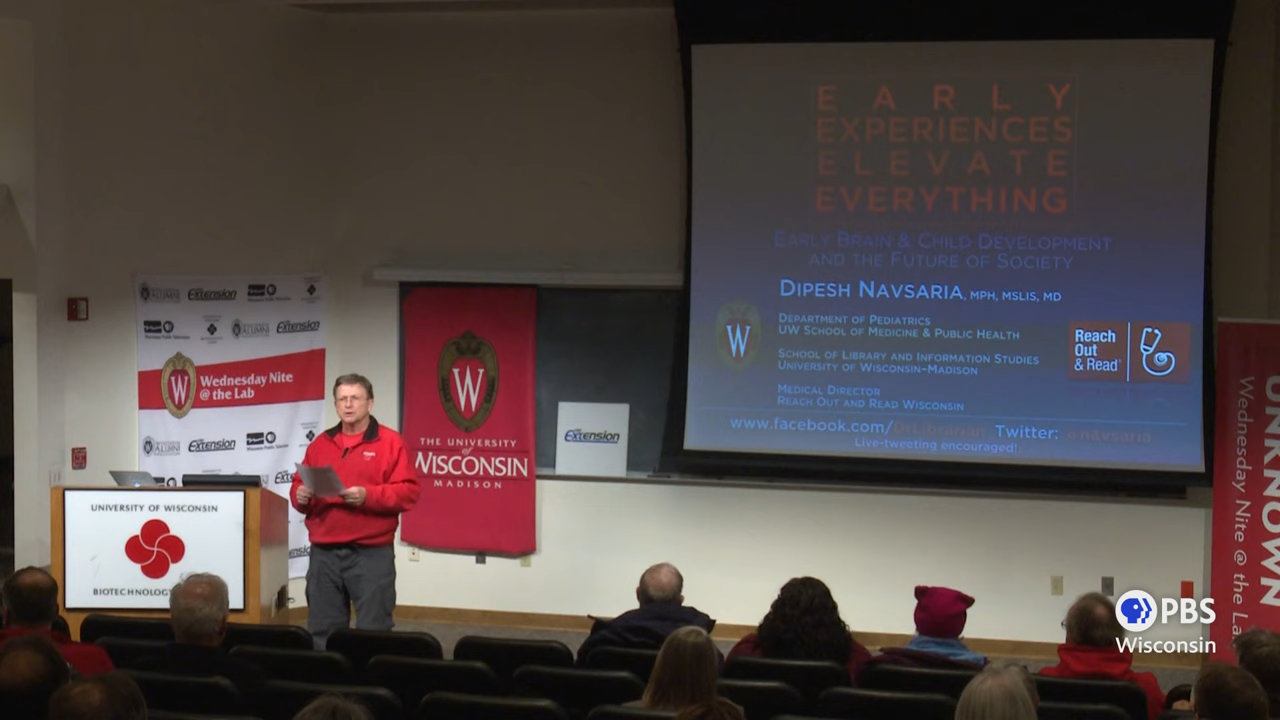 EARLY
EXPERIENCES
ELEVATE
EVERYTHING
EARLY BRAIN & CHILD DEVELOPMENT
AND THE FUTURE OF SOCIETY
DIPESH NAVSARIA, MPH, MSLIS, MD
DEPARTMENT OF PEDIATRICS
UW SCHOOL OF MEDICINE & PUBLIC HEALTH
SCHOOL OF LIBRARY AND INFORMATION STUDIES
UNIVERSITY OF WISCONSIN–MADISON
MEDICAL DIRECTOR
REACH OUT AND READ WISCONSIN
www.facebook.com/DrLibrarian Twitter: @navsaria
Live-tweeting encouraged!
W
Reach
Out
& Read
Extension
Extension
W
Wednesday Nite
@ the Lab
Extension
W
THE UNIVERSITY
of
WISCONSIN
MADISON
Extension
UNIVERSITY OF WISCONSIN
BIOTECHNOLOGY
UNKNOWN
Wednesday Nite @ the Lab
PBS
Wisconsin